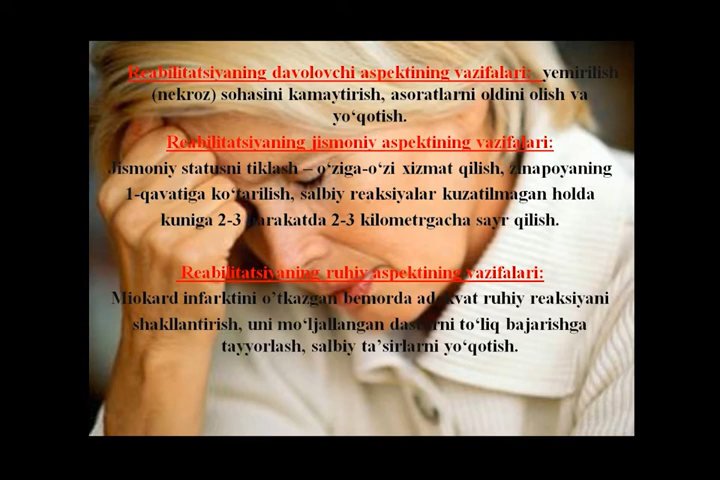 Reabilitatsiyaning davolovchi aspektining vazifalari: yemirilish
(nekroz) sohasini kamaytirish, asoratlarni oldini olish va
yo‘qotish.
Reabilitatsiyaning jismoniy aspektining vazifalari:
Jismoniy statusni tiklash – o‘ziga-o‘zi xizmat qilish, zinapoyaning
1-qavatiga ko‘tarilish, salbiy reaksiyalar kuzatilmagan holda
kuniga 2-3 harakatda 2-3 kilometrgacha sayr qilish.
Reabilitatsiyaning ruhiy aspektining vazifalari:
Miokard infarktini o’tkazgan bemorda adekvat ruhiy reaksiyani
shakllantirish, uni mo‘ljallangan dasturni to‘liq bajarishga
tayyorlash, salbiy ta’sirlarni yo‘qotish.